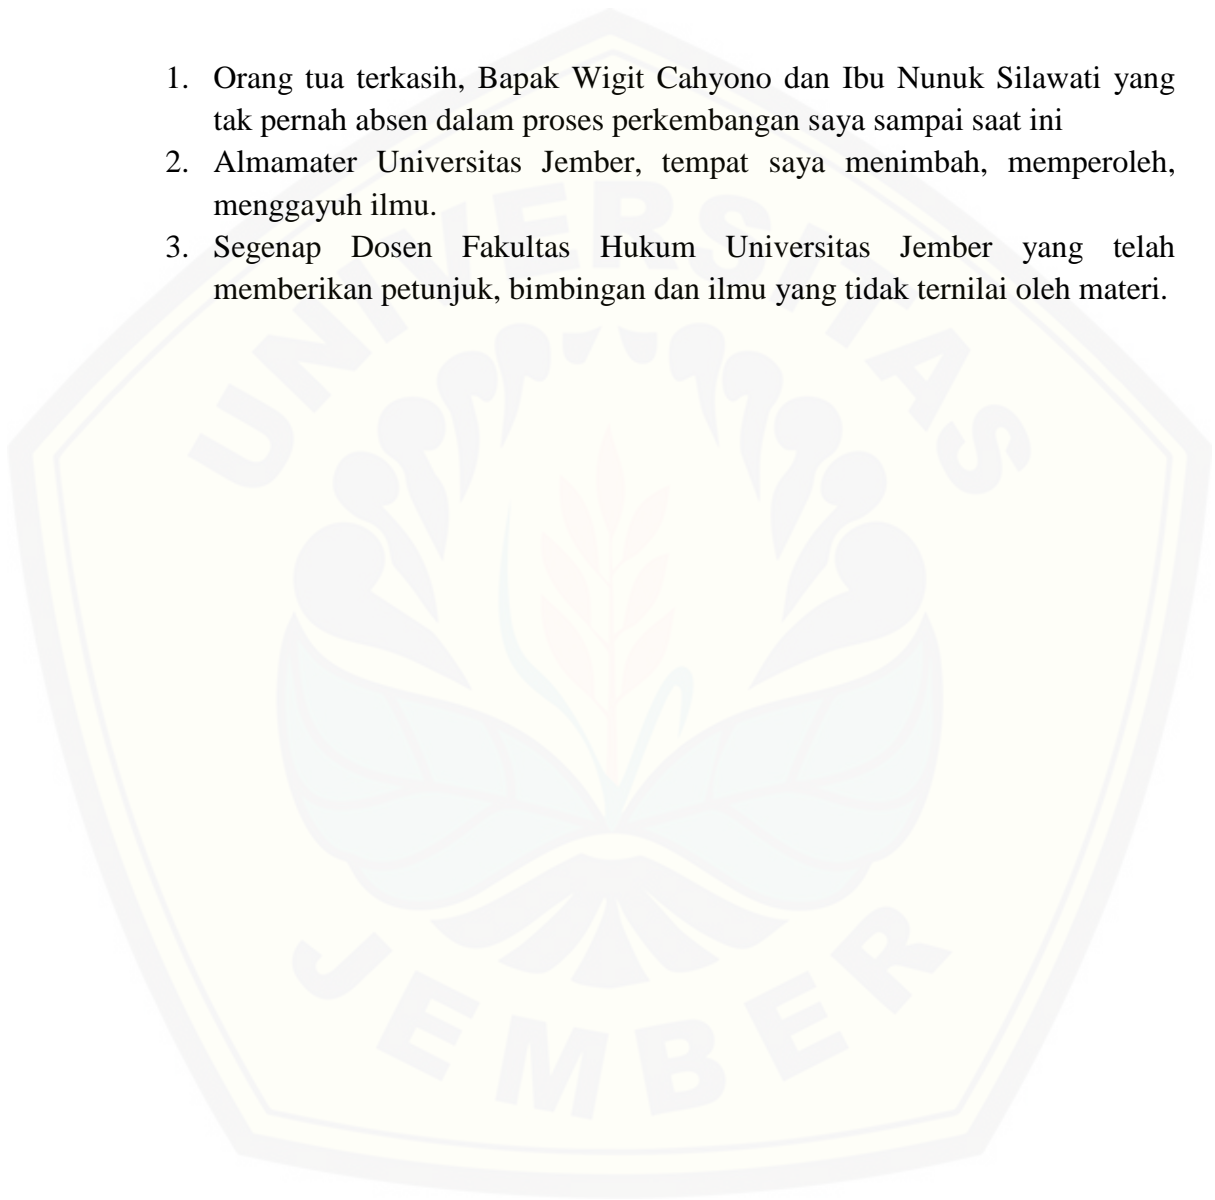 1. Orang tua terkasih, Bapak Wigit Cahyono dan Ibu Nunuk Silawati yang
tak pernah absen dalam proses perkembangan saya sampai saat ini
2. Almamater Universitas Jember, tempat saya menimbah, memperoleh,
menggayuh ilmu.
3. Segenap Dosen Fakultas Hukum Universitas Jember yang telah
memberikan petunjuk, bimbingan dan ilmu yang tidak ternilai oleh materi.
UNIVERSITAS
JEMBER